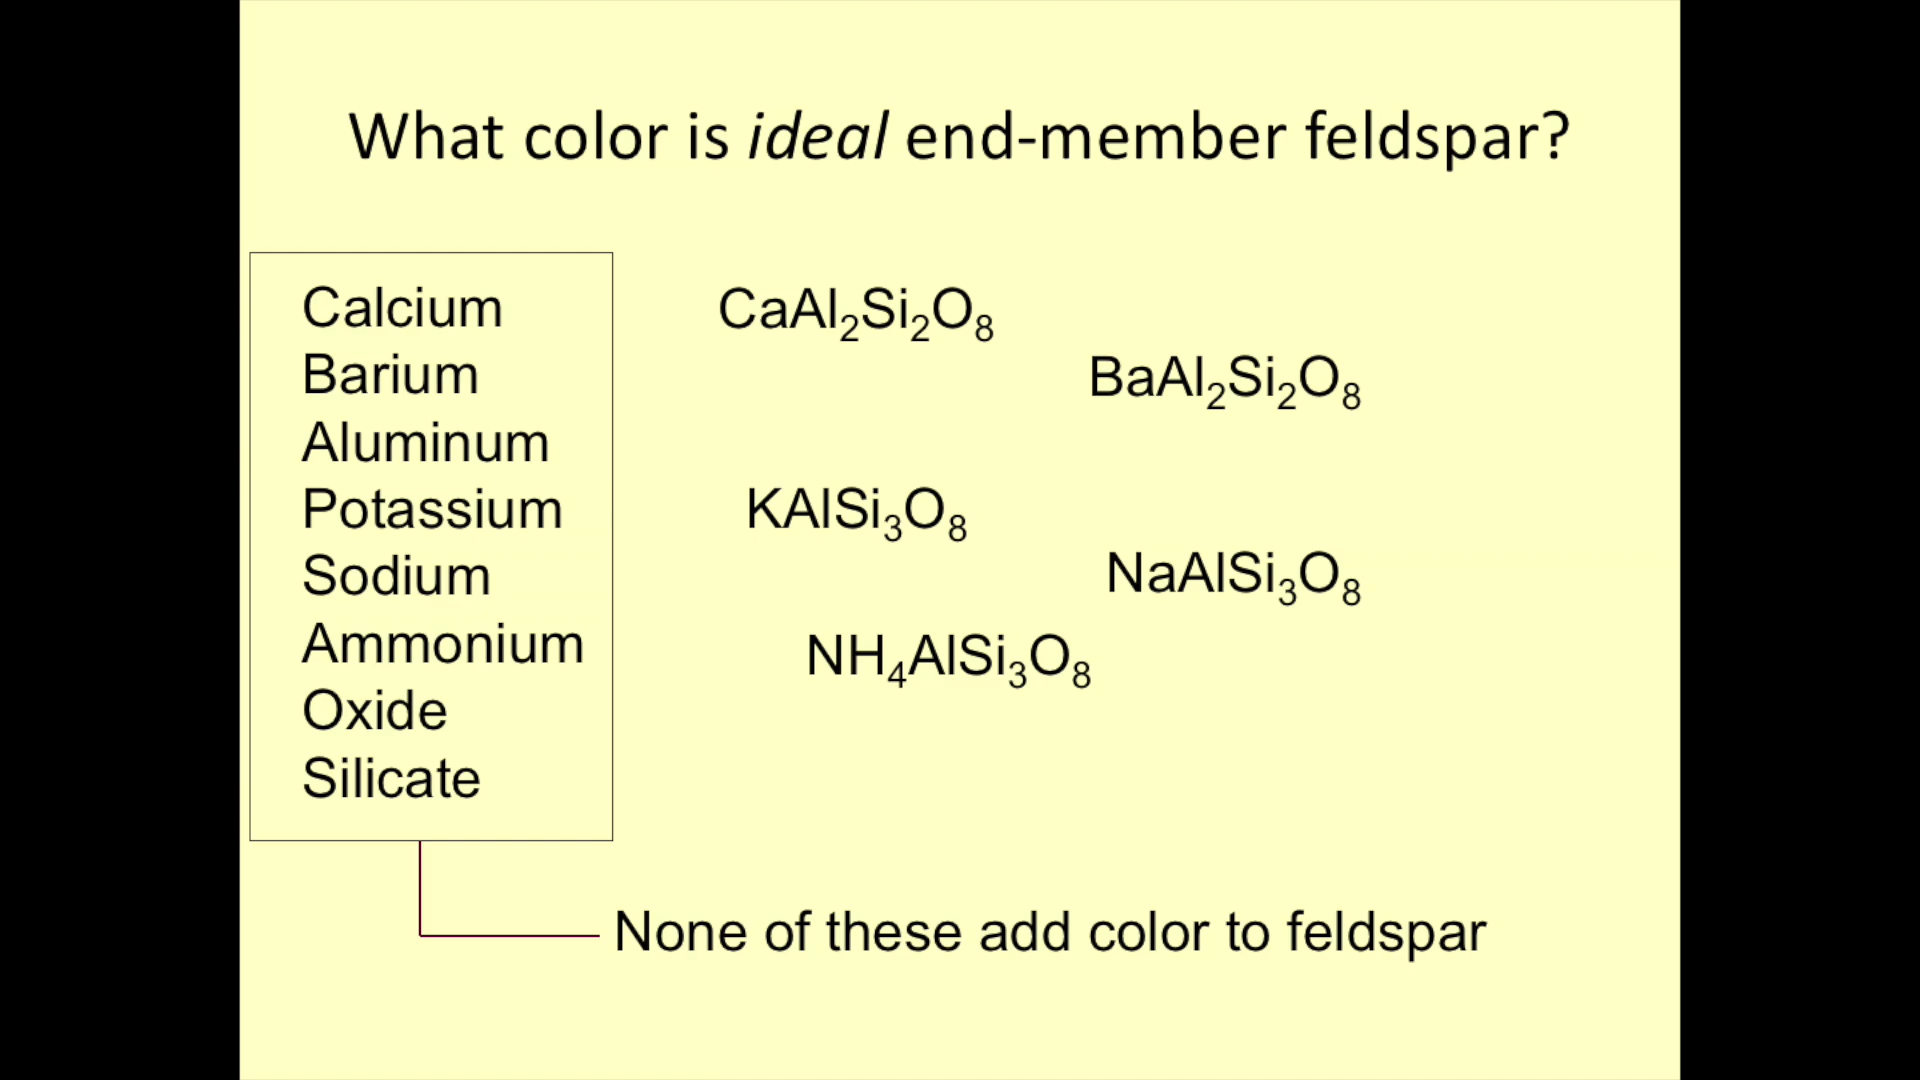 What color is ideal end-member feldspar?
Calcium
Barium
Aluminum
Potassium
Sodium
Ammonium
Oxide
Silicate
CaAl₂Si₂O₈
BaAl₂Si₂O₈
KAlSi₃O₈
NaAlSi₃O₈
NH₄AlSi₃O₈
None of these add color to feldspar